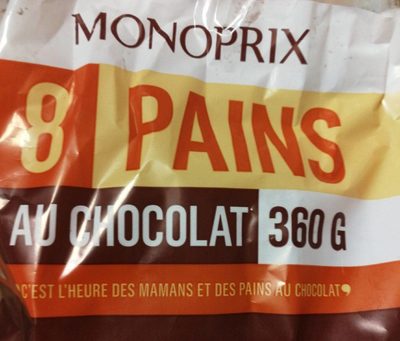 MONOPRIX
8 PAINS
AU CHOCOLAT 360 G
C'EST L'HEURE DES MAMANS ET DES PAINS AU CHOCOLAT